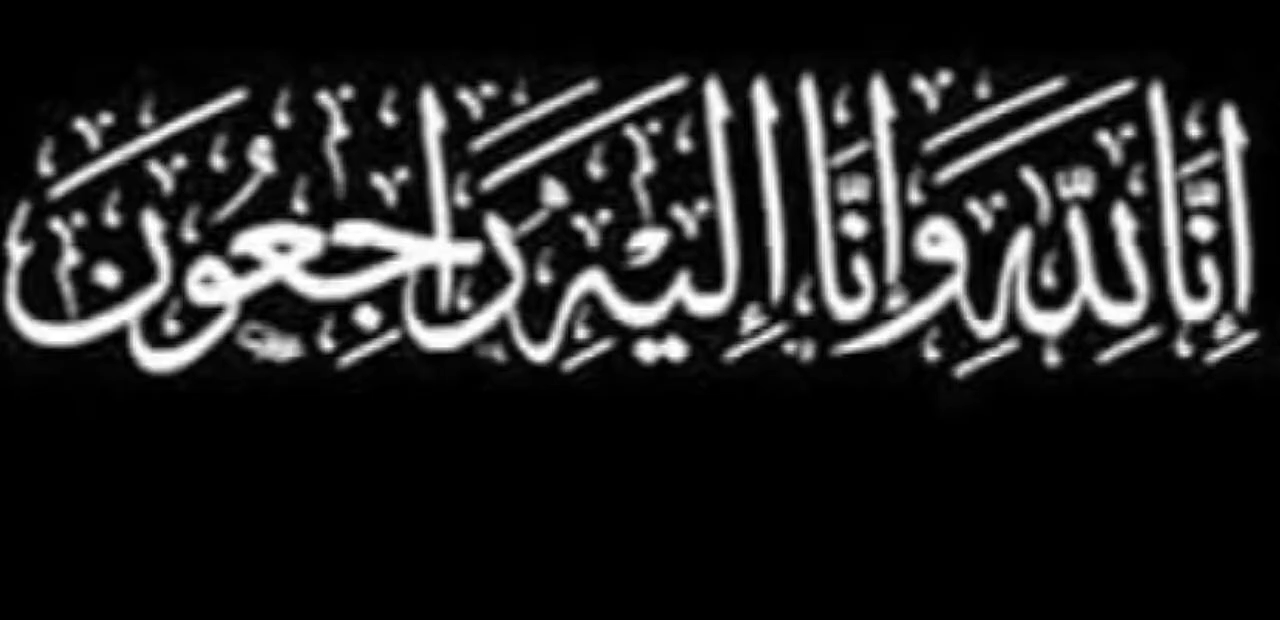 إِنَّا لِلّٰهِ وَإِنَّا إِلَيْهِ رَاجِعُونَ